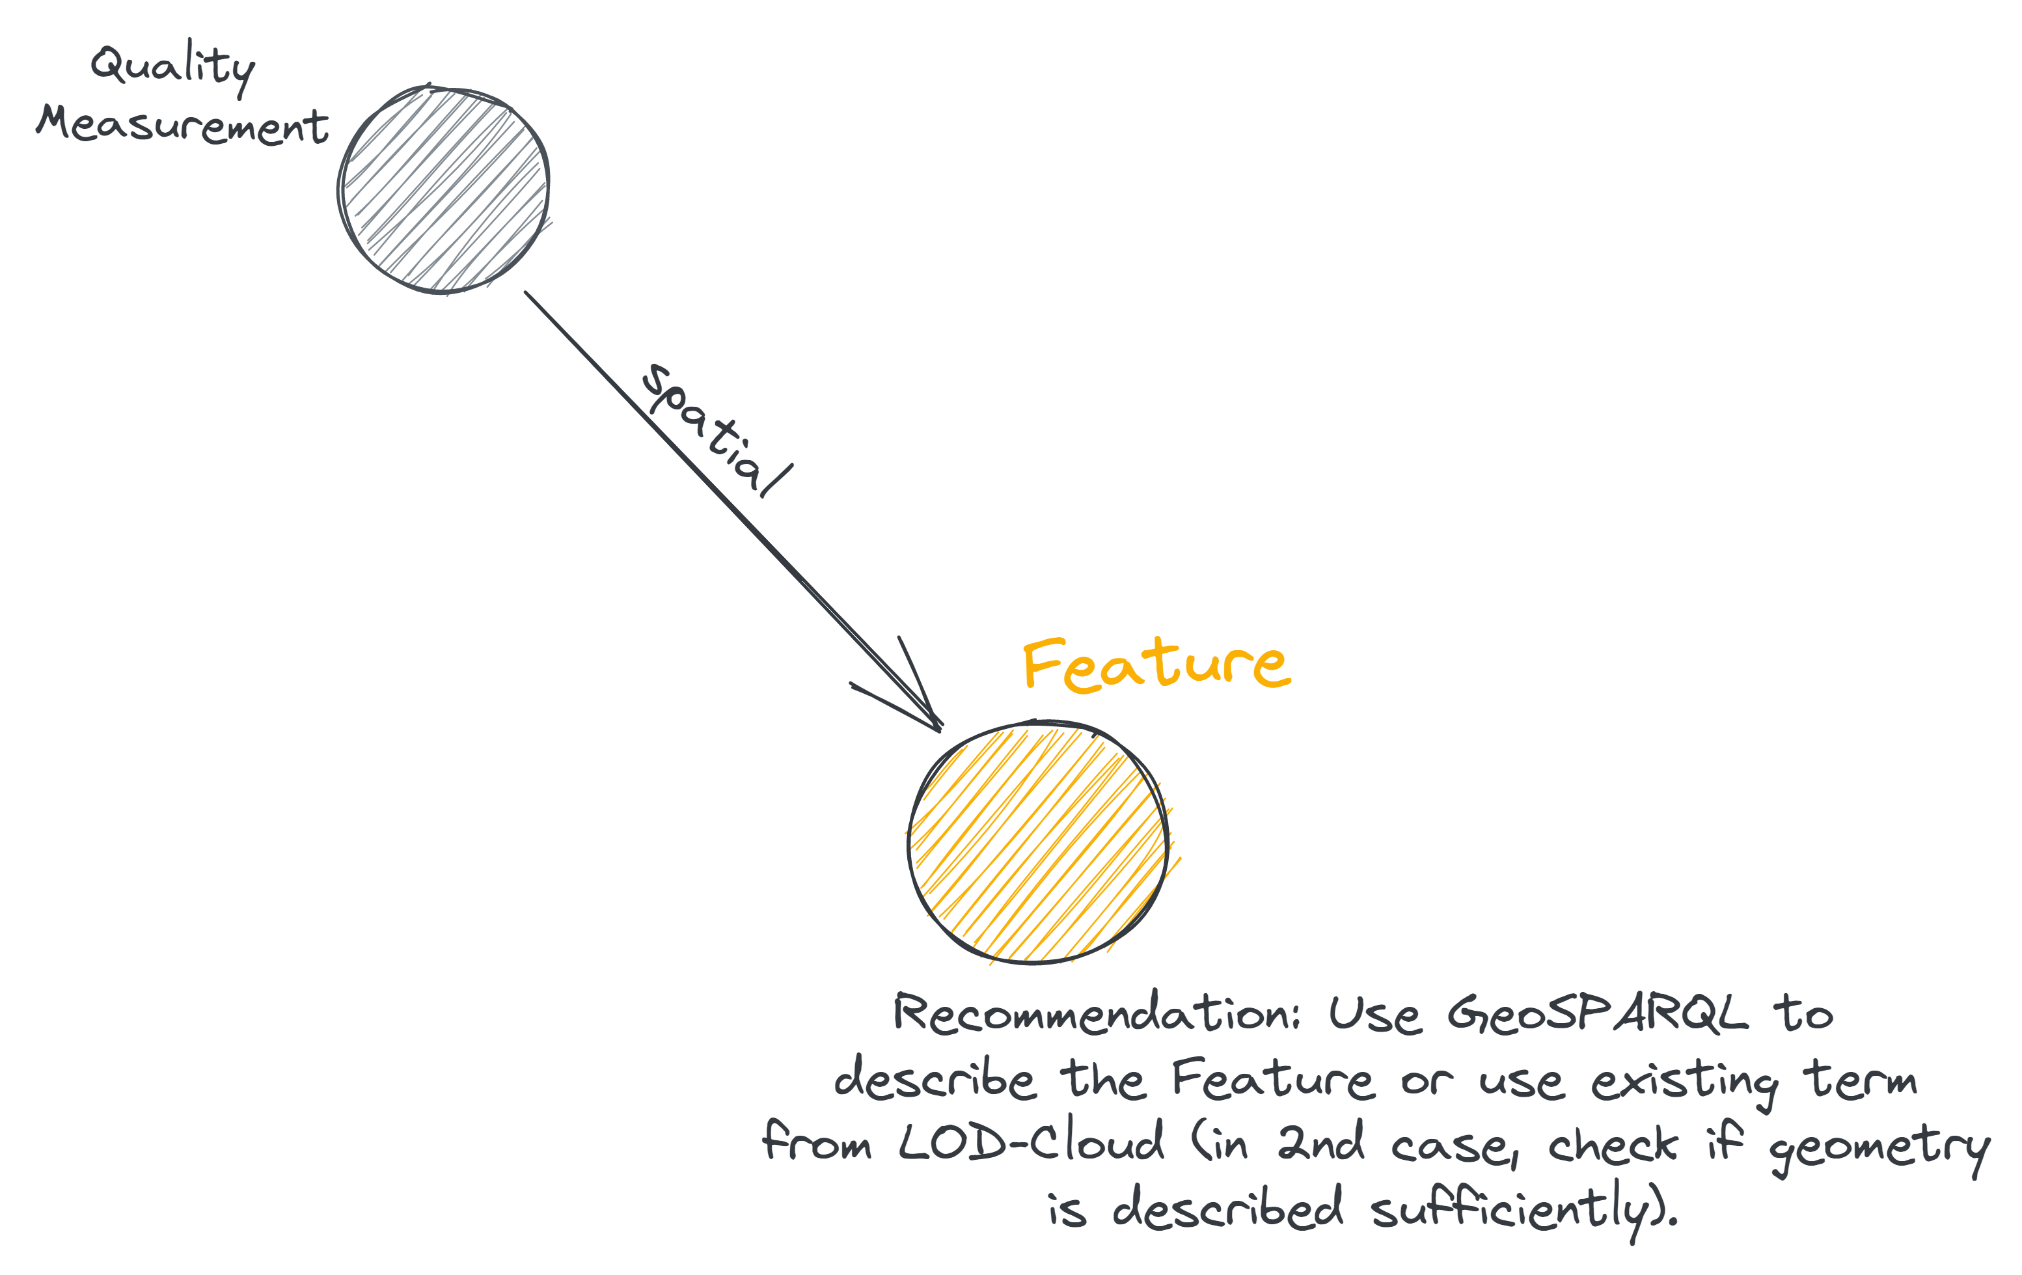 Quality
Measurement
spatial
Feature
Recommendation: Use GeoSPARQL to
describe the Feature or use existing term
from LOD-Cloud (in 2nd case, check if geometry
is described sufficiently).